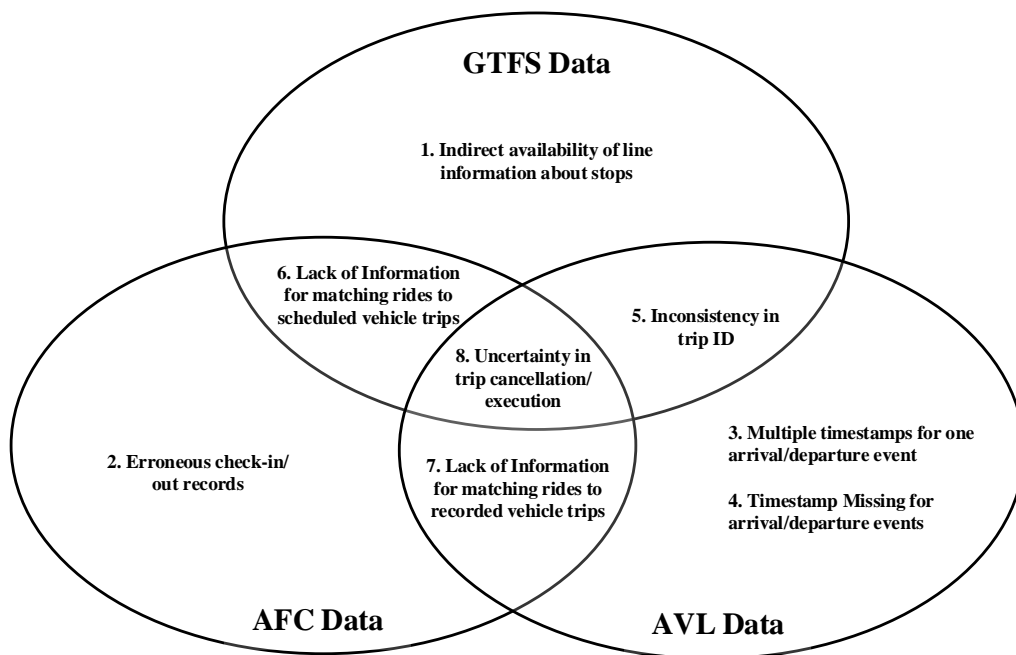 GTFS Data
1. Indirect availability of line
information about stops
6. Lack of Information
for matching rides to
scheduled vehicle trips
5. Inconsistency in
trip ID
8. Uncertainty in
trip cancellation/
execution
2. Erroneous check-in/
out records
7. Lack of Information
for matching rides to
recorded vehicle trips
3. Multiple timestamps for one
arrival/departure event
4. Timestamp Missing for
arrival/departure events
AFC Data
AVL Data